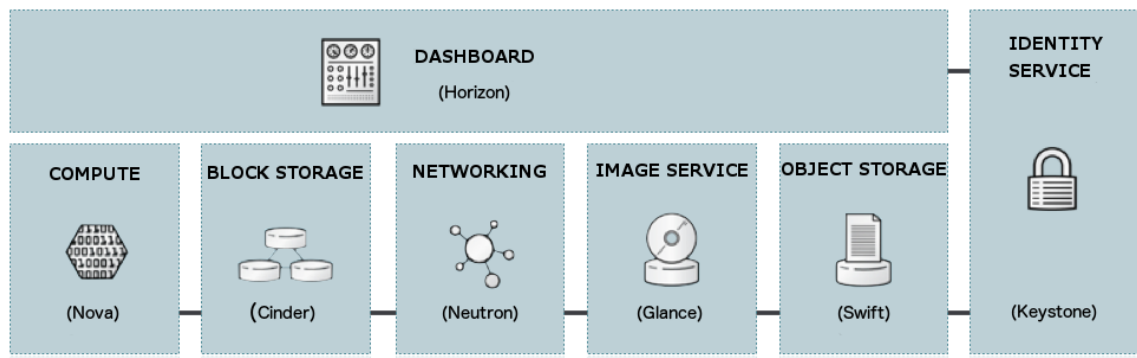 DASHBOARD
(Horizon)
IDENTITY
SERVICE
COMPUTE
BLOCK STORAGE
NETWORKING
IMAGE SERVICE
OBJECT STORAGE
(Nova)
(Cinder)
(Neutron)
(Glance)
(Swift)
(Keystone)